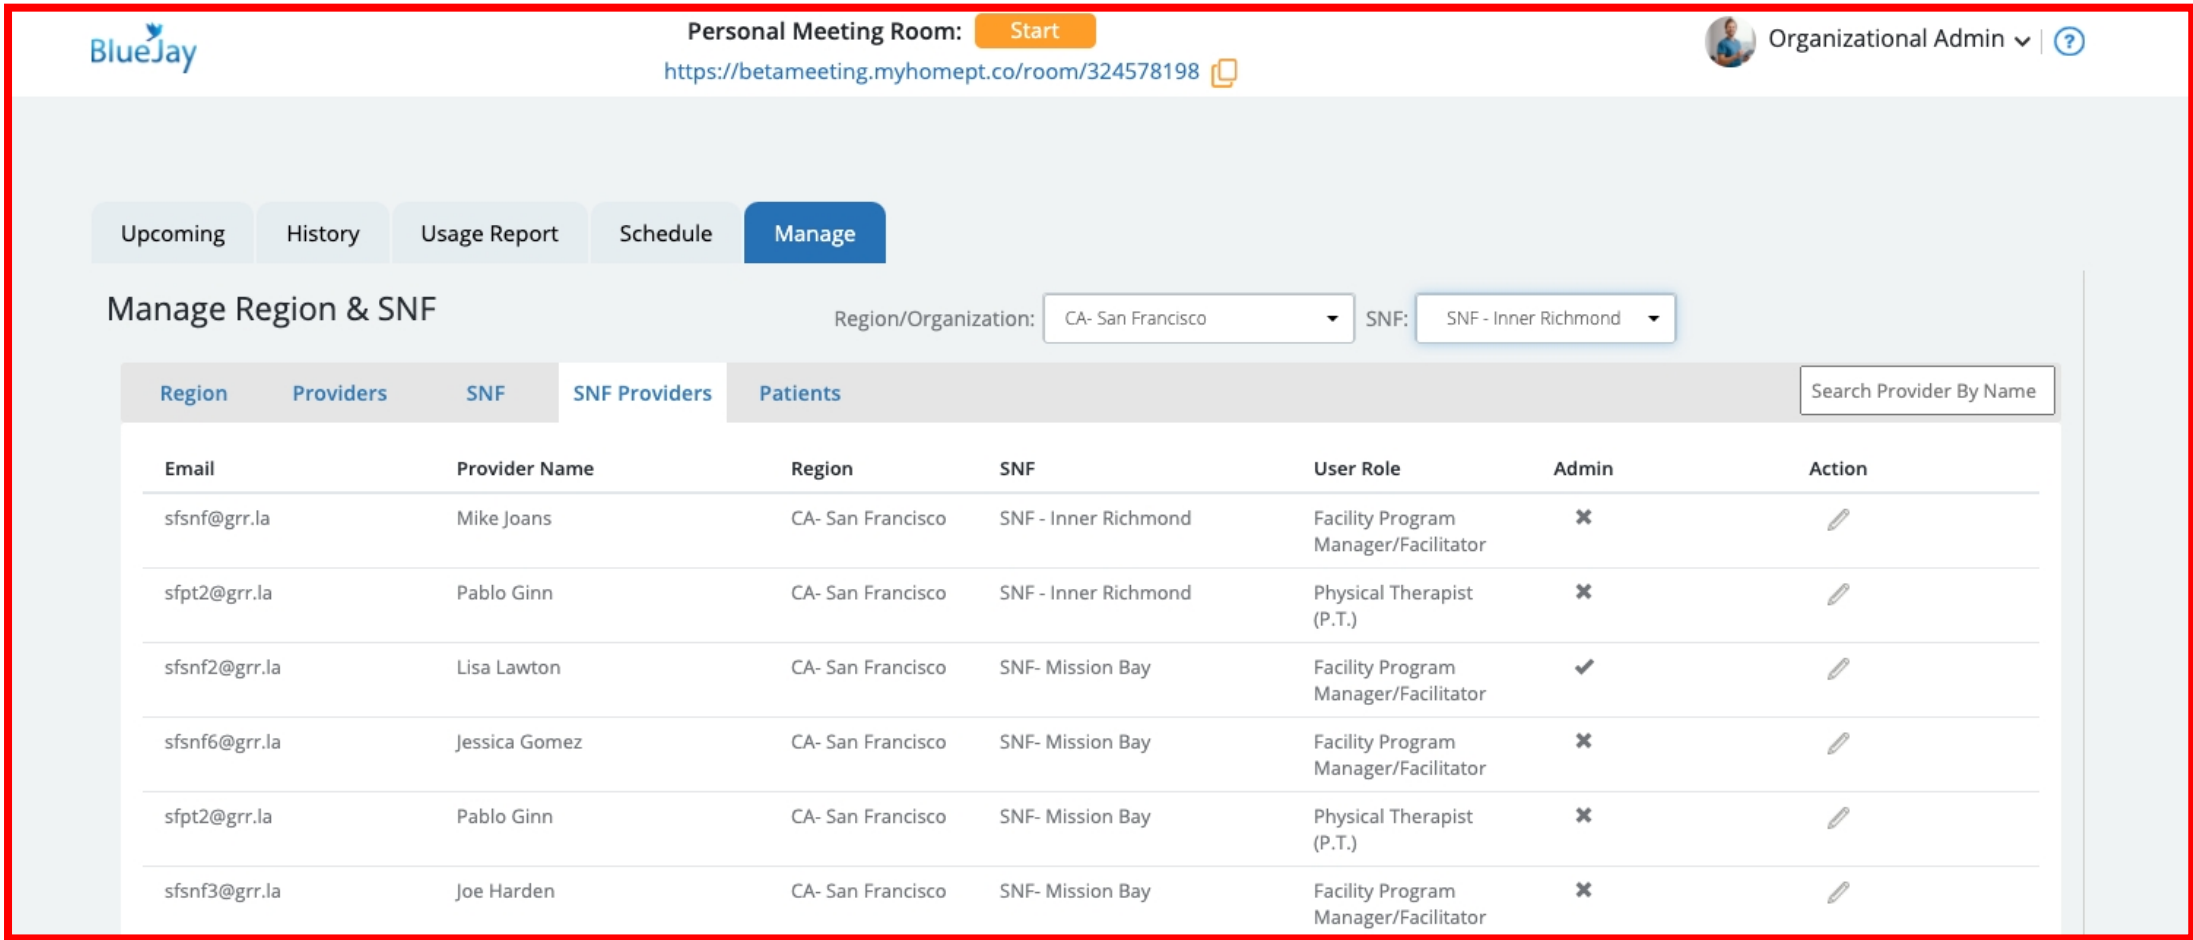 BlueJay
Personal Meeting Room: Start
https://betameeting.myhomept.co/room/324578198
Organizational Admin ?
Upcoming History Usage Report Schedule Manage
Manage Region & SNF
Region/Organization: CA- San Francisco SNF: SNF - Inner Richmond
Region Providers SNF SNF Providers Patients Search Provider By Name
Email Provider Name Region SNF User Role Admin Action
sfsnf@grr.la Mike Joans CA- San Francisco SNF - Inner Richmond Facility Program
Manager/Facilitator
sfpt2@grr.la Pablo Ginn CA- San Francisco SNF - Inner Richmond Physical Therapist
(P.T.)
sfsnf2@grr.la Lisa Lawton CA- San Francisco SNF- Mission Bay Facility Program
Manager/Facilitator
sfsnf6@grr.la Jessica Gomez CA- San Francisco SNF- Mission Bay Facility Program
Manager/Facilitator
sfpt2@grr.la Pablo Ginn CA- San Francisco SNF- Mission Bay Physical Therapist
(P.T.)
sfsnf3@grr.la Joe Harden CA- San Francisco SNF- Mission Bay Facility Program
Manager/Facilitator